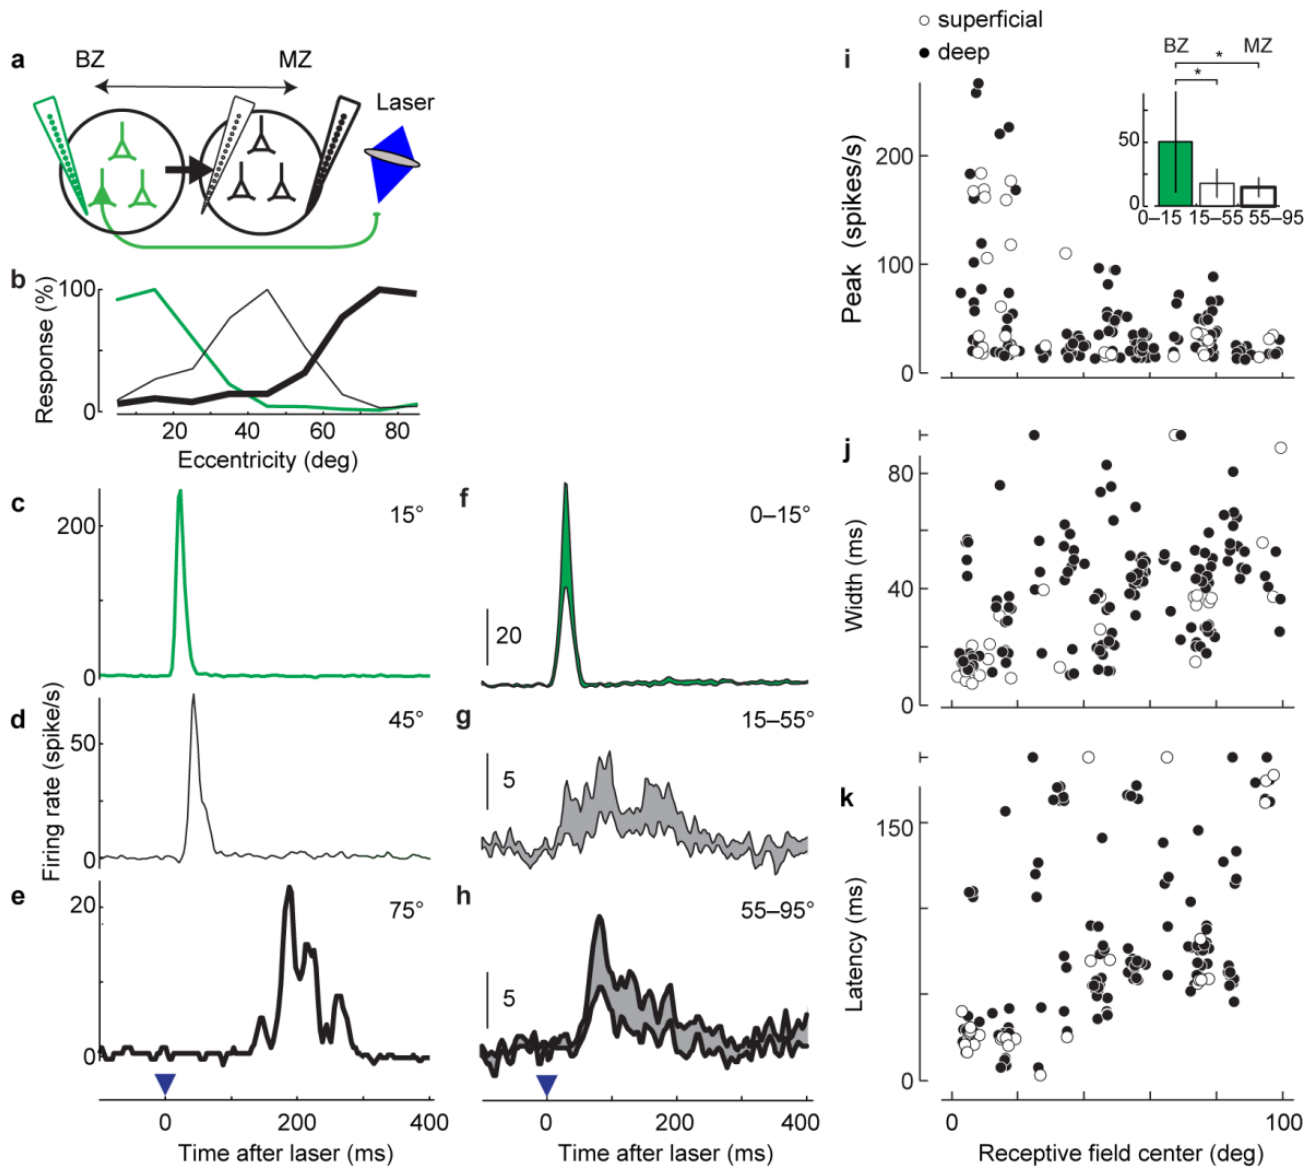 a
BZ
MZ
Laser
b
Response (%)
100
0
20
40
60
80
Eccentricity (deg)
c
15°
200
0
d
45°
50
0
Firing rate (spike/s)
e
75°
20
0
0
200
400
Time after laser (ms)
f
0–15°
20
g
15–55°
5
h
55–95°
5
0
200
400
Time after laser (ms)
superficial
deep
i
Peak (spikes/s)
200
100
0
BZ
MZ
*
*
50
0
0–15
15–55
55–95
j
Width (ms)
80
40
0
k
Latency (ms)
150
0
0
100
Receptive field center (deg)